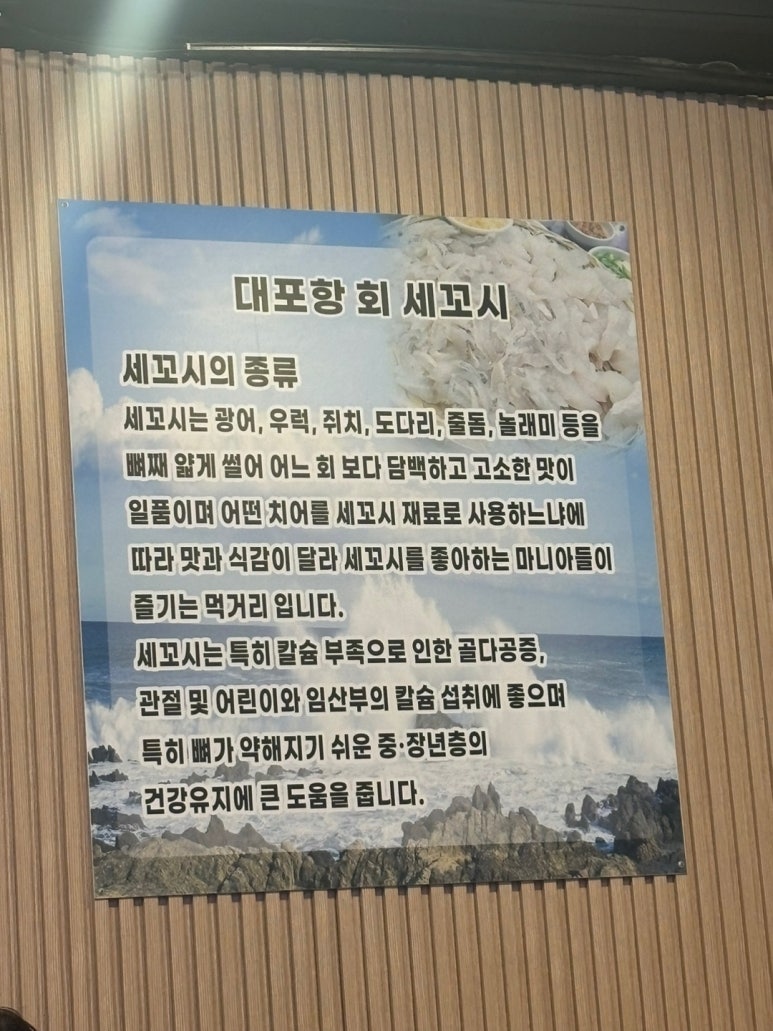 대포항 회 세꼬시
세꼬시의 종류
세꼬시는 광어, 우럭, 쥐치, 도다리, 줄돔, 놀래미 등을
뼈째 얇게 썰어 어느 회 보다 담백하고 고소한 맛이
일품이며 어떤 치어를 세꼬시 재료로 사용하느냐에
따라 맛과 식감이 달라 세꼬시를 좋아하는 마니아들이
즐기는 먹거리 입니다.
세꼬시는 특히 칼슘 부족으로 인한 골다공증,
관절 및 어린이와 임산부의 칼슘 섭취에 좋으며
특히 뼈가 약해지기 쉬운 중·장년층의
건강유지에 큰 도움을 줍니다.